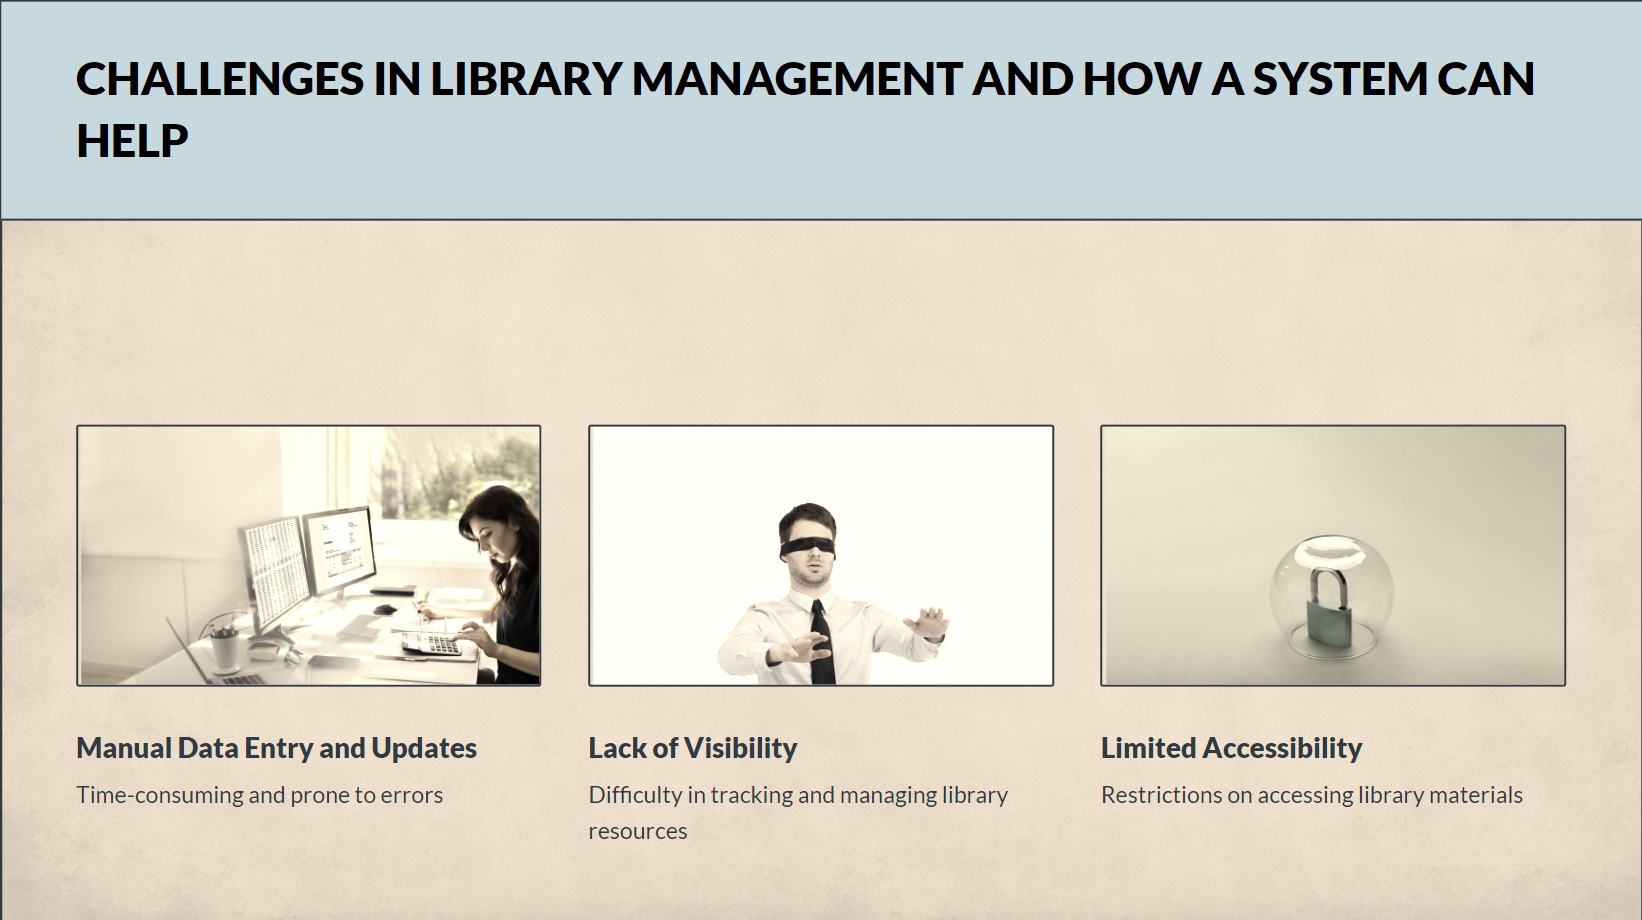 CHALLENGES IN LIBRARY MANAGEMENT AND HOW A SYSTEM CAN
HELP
Manual Data Entry and Updates
Time-consuming and prone to errors
Lack of Visibility
Difficulty in tracking and managing library
resources
Limited Accessibility
Restrictions on accessing library materials